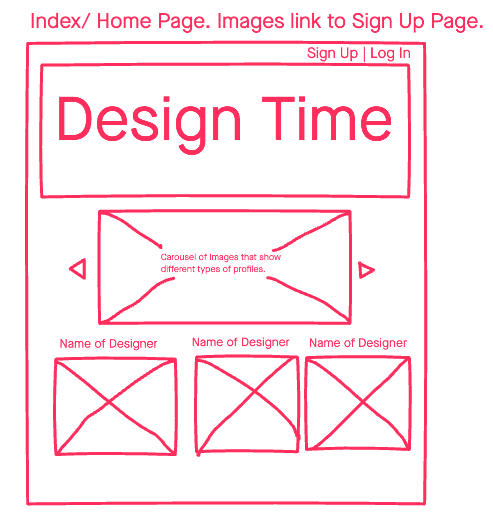 Index/ Home Page. Images link to Sign Up Page.
Sign Up | Log In
Design Time
Carousel of Images that show
different types of profiles.
Name of Designer
Name of Designer
Name of Designer